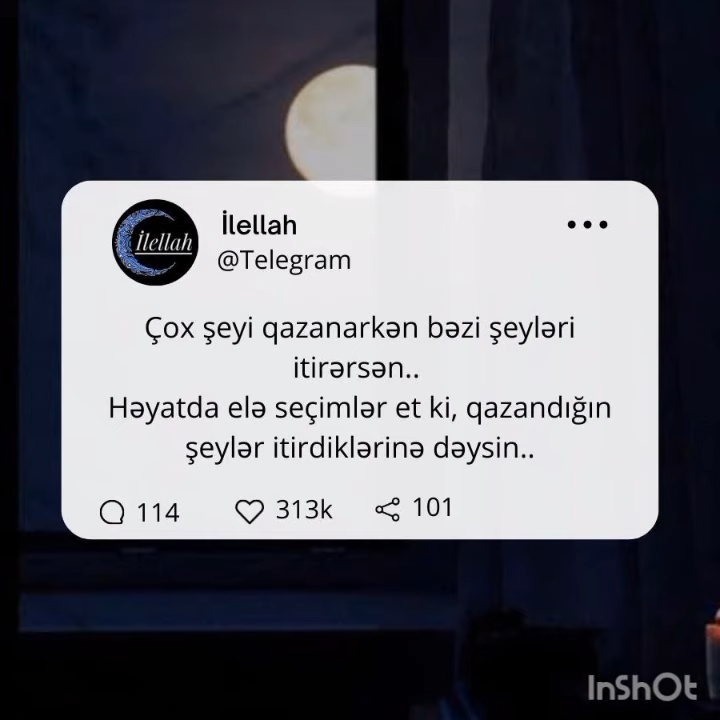 İlellah
İlellah
@Telegram
Çox şeyi qazanarkən bəzi şeyləri
itirərsən..
Həyatda elə seçimlər et ki, qazandığın
şeylər itirdiklərinə dəysin..
114 313k 101
InShOt